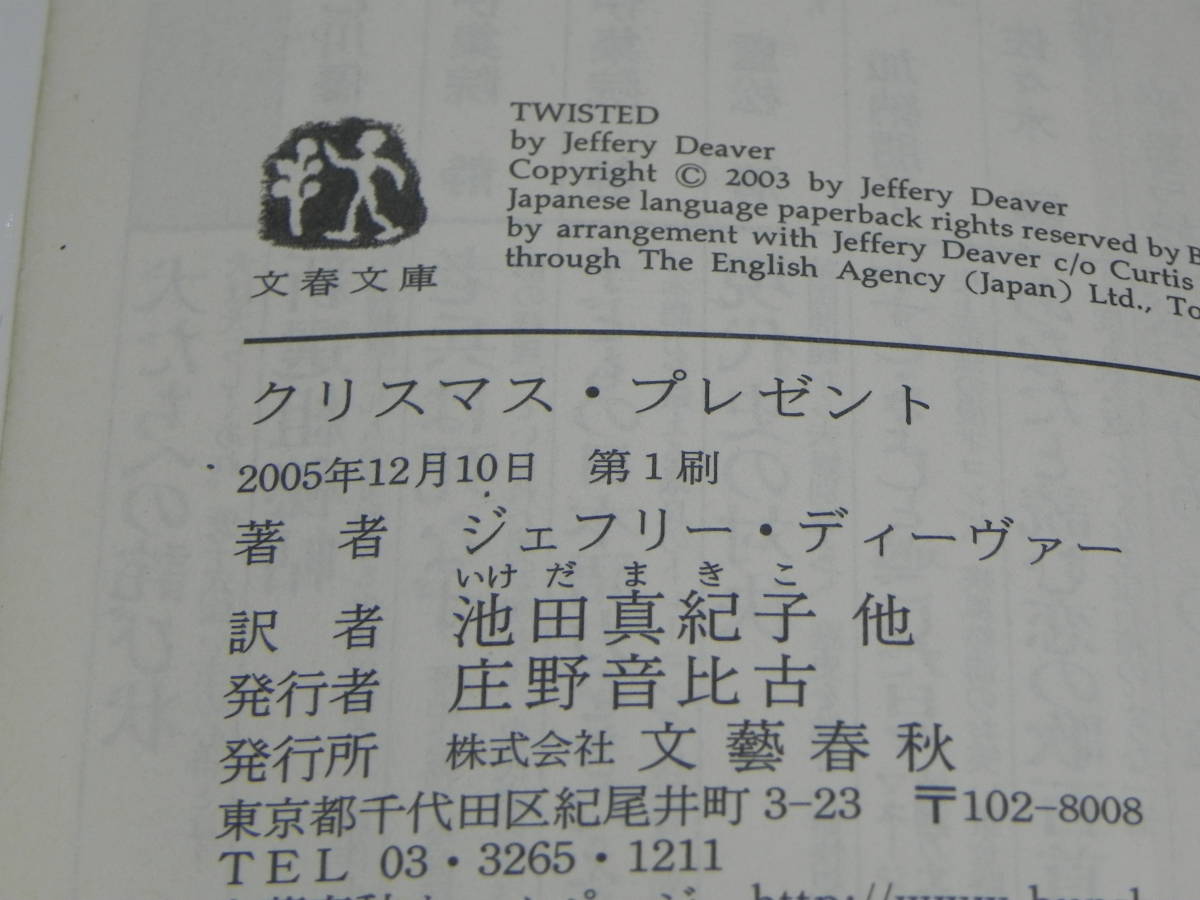 TWISTED
by Jeffery Deaver
Copyright © 2003 by Jeffery Deaver
Japanese language paperback rights reserved by
by arrangement with Jeffery Deaver c/o Curtis
through The English Agency (Japan) Ltd.,
文春文庫
クリスマス・プレゼント
2005年12月10日 第1刷
著 者 ジェフリー・ディーヴァー
いけ だ ま き こ
訳 者 池田真紀子 他
発行者 庄野音比古
発行所 株式会社 文藝春秋
東京都千代田区紀尾井町 3-23 〒102-8008
TEL 03・3265・1211